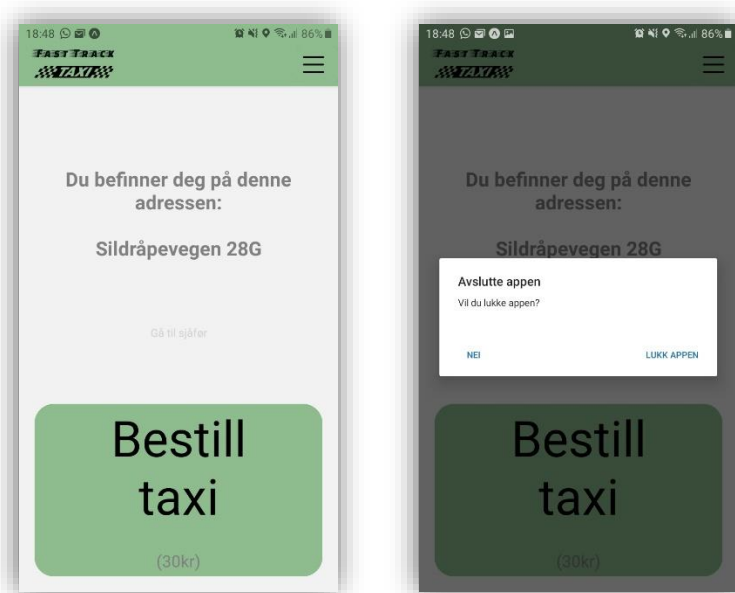 18:48
86%
FAST TRACK
TAXI
Du befinner deg på denne
adressen:
Sildråpevegen 28G
Gå til sjåfør
Bestill
taxi
(30kr)
18:48
86%
FAST TRACK
TAXI
Du befinner deg på denne
adressen:
Sildråpevegen 28G
Avslutte appen
Vil du lukke appen?
NEI
LUKK APPEN
Bestill
taxi
(30kr)